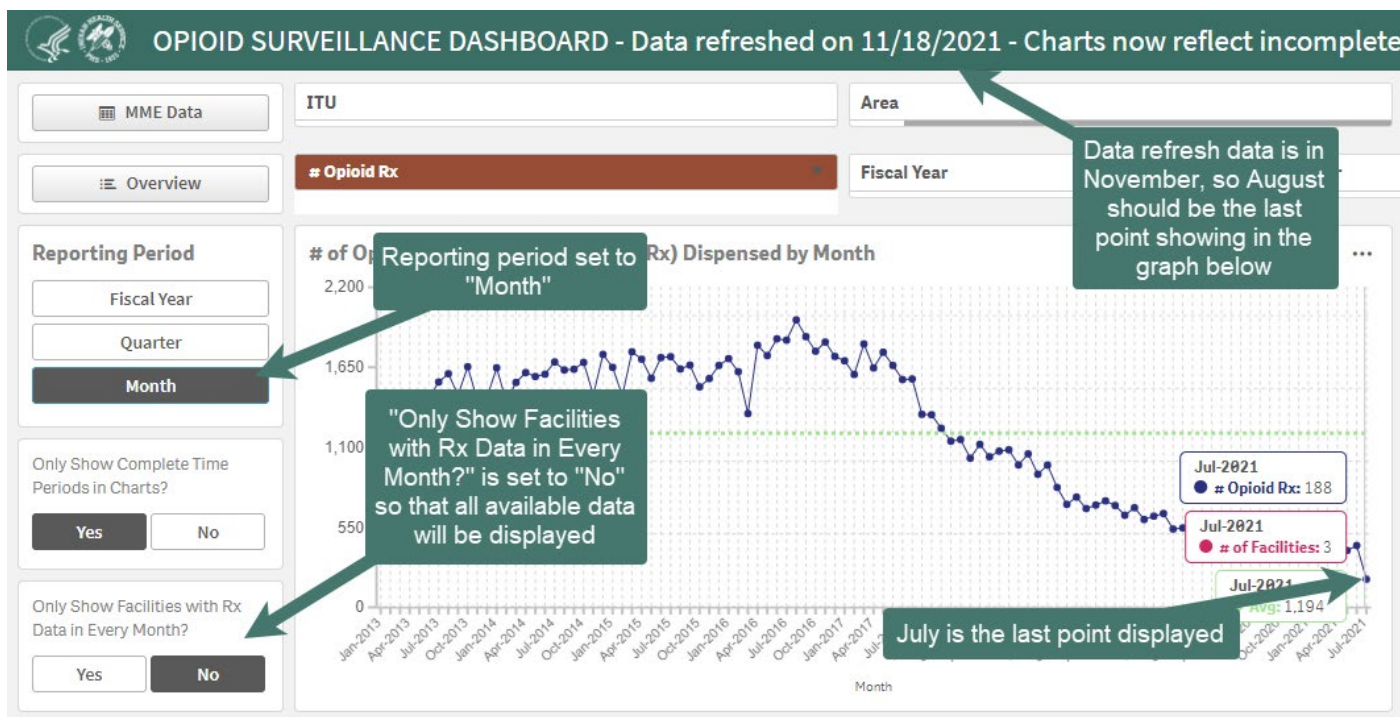 OPIOID SURVEILLANCE DASHBOARD - Data refreshed on 11/18/2021 - Charts now reflect incomplete
MME Data
ITU
Area
Overview
# Opioid Rx
Fiscal Year
Data refresh data is in
November, so August
should be the last
point showing in the
graph below
Reporting Period
Fiscal Year
Quarter
Month
# of Op
Rx) Dispensed by Month
Reporting period set to
"Month"
2,200
1,650
1,100
550
0
"Only Show Facilities
with Rx Data in Every
Month?" is set to "No"
so that all available data
will be displayed
Only Show Complete Time
Periods in Charts?
Yes
No
Only Show Facilities with Rx
Data in Every Month?
Yes
No
Jul-2021
# Opioid Rx: 188
Jul-2021
# of Facilities: 3
Jul-2021
Avg: 1,194
July is the last point displayed
Jan-2013
Apr-2013
Jul-2013
Oct-2013
Jan-2014
Apr-2014
Jul-2014
Oct-2014
Jan-2015
Apr-2015
Jul-2015
Oct-2015
Jan-2016
Apr-2016
Jul-2016
Oct-2016
Jan-2017
Apr-2017
Oct-2020
Jan-2021
Apr-2021
Jul-2021
Month